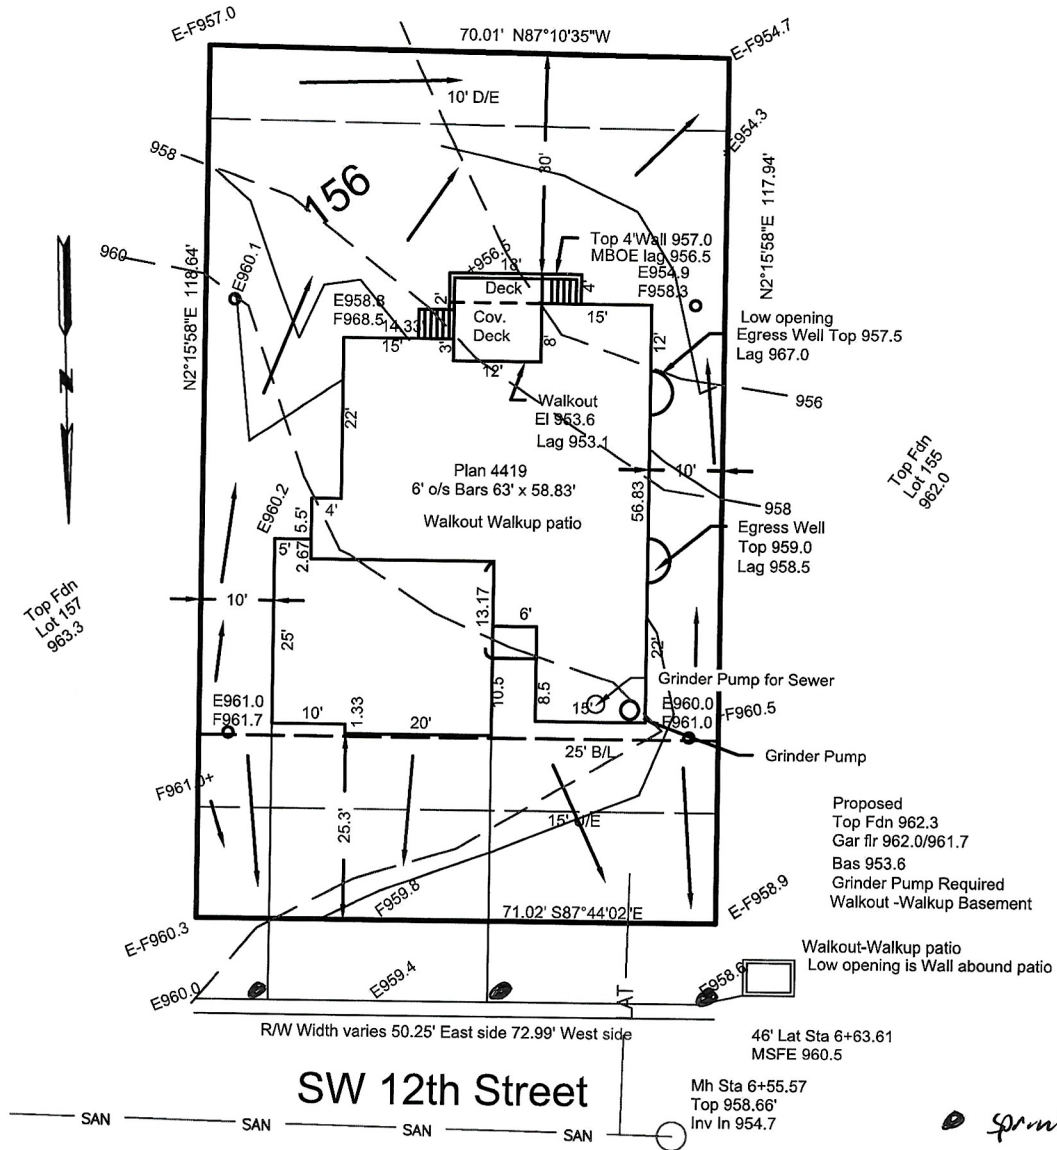 E-F957.0
70.01' N87°10'35"W
E-F954.7
10' D/E
E954.3
958
156
30'
N2°15'58"E 117.94'
960
E960.1
N2°15'58"E 118.64'
+956.5
18'
Top 4'Wall 957.0
MBOE lag 956.5
E954.9
F958.3
Deck
4'
2'
E958.8
F968.5
14.33'
15'
3'
Cov.
Deck
8'
12'
15'
12'
Low opening
Egress Well Top 957.5
Lag 967.0
956
N
22'
Walkout
El 953.6
Lag 953.1
Plan 4419
6' o/s Bars 63' x 58.83'
Walkout Walkup patio
56.83
10'
Top Fdn
Lot 155
962.0
958
Egress Well
Top 959.0
Lag 958.5
E960.2
5.5'
4'
5'
2.67
Top Fdn
Lot 157
963.3
10'
25'
13.17
6'
22'
Grinder Pump for Sewer
E961.0
F961.7
10'
1.33
20'
10.5
8.5
15'
E960.0
F961.0
-F960.5
25' B/L
Grinder Pump
F961.0+
25.3'
15' U/E
Proposed
Top Fdn 962.3
Gar flr 962.0/961.7
Bas 953.6
Grinder Pump Required
Walkout -Walkup Basement
F959.8
71.02' S87°44'02"E
E-F958.9
E-F960.3
Walkout-Walkup patio
Low opening is Wall abound patio
E960.0
E959.4
F958.6
LAT
R/W Width varies 50.25' East side 72.99' West side
46' Lat Sta 6+63.61
MSFE 960.5
SW 12th Street
Mh Sta 6+55.57
Top 958.66'
Inv In 954.7
SAN
SAN
SAN
SAN